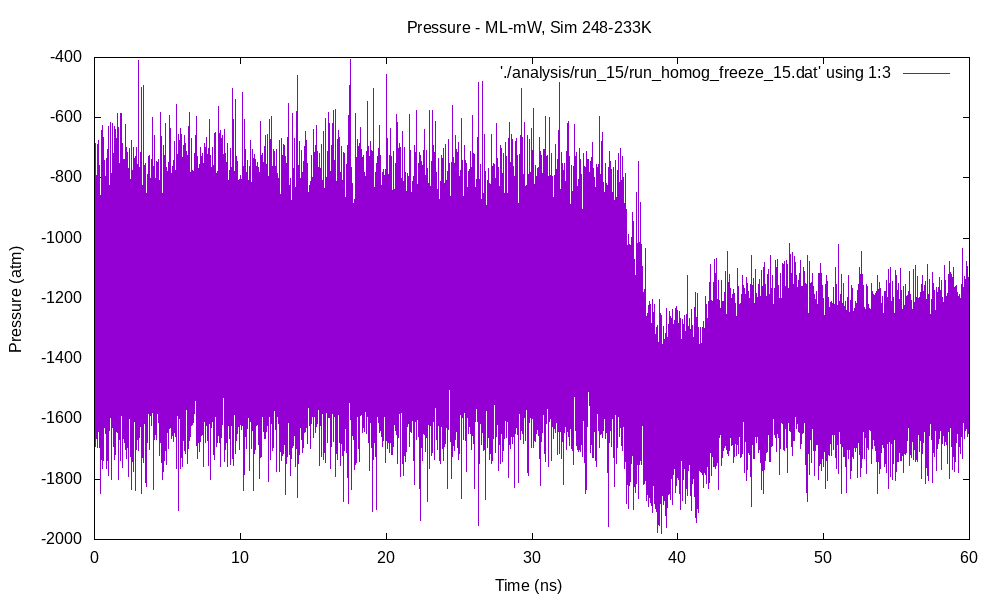 Pressure - ML-mW, Sim 248-233K
'./analysis/run_15/run_homog_freeze_15.dat' using 1:3
Pressure (atm)
-400
-600
-800
-1000
-1200
-1400
-1600
-1800
-2000
0 10 20 30 40 50 60
Time (ns)